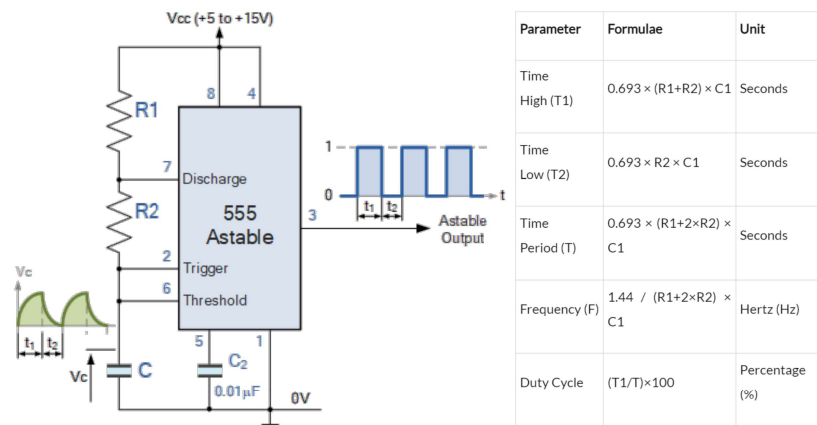 Vcc (+5 to +15V)
8 4
R1
7
Discharge
R2
555
Astable
3
1
0
t
t₁ t₂
Astable
Output
2
Trigger
6
Threshold
Vc
t₁ t₂
Vc
C
5
C₂
0.01µF
1
0V
Parameter Formulae Unit
Time
High (T1)
0.693 × (R1+R2) × C1 Seconds
Time
Low (T2)
0.693 × R2 × C1 Seconds
Time
Period (T)
0.693 × (R1+2×R2) ×
C1
Seconds
Frequency (F)
1.44 / (R1+2×R2) ×
C1
Hertz (Hz)
Duty Cycle (T1/T)×100
Percentage
(%)